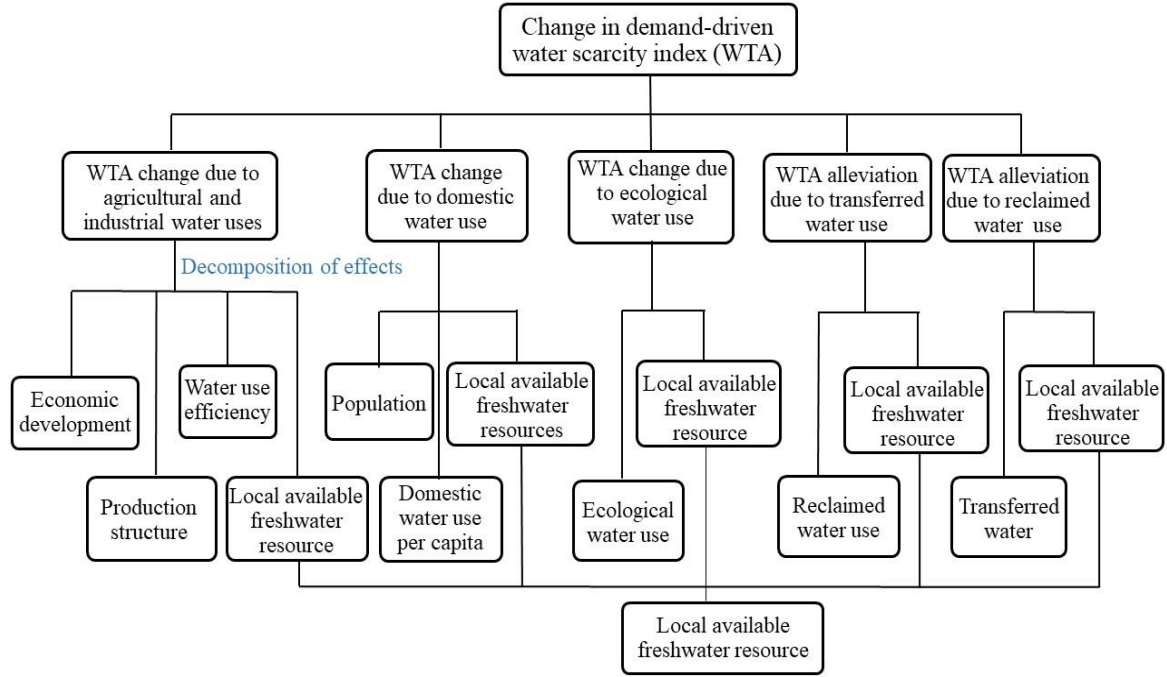 Change in demand-driven
water scarcity index (WTA)
WTA change due to
agricultural and
industrial water uses
WTA change
due to domestic
water use
WTA change due
to ecological
water use
WTA alleviation
due to transferred
water use
WTA alleviation
due to reclaimed
water use
Decomposition of effects
Economic
development
Water use
efficiency
Population
Local available
freshwater
resources
Local available
freshwater
resource
Local available
freshwater
resource
Local available
freshwater
resource
Production
structure
Local available
freshwater
resource
Domestic
water use
per capita
Ecological
water use
Reclaimed
water use
Transferred
water
Local available
freshwater resource